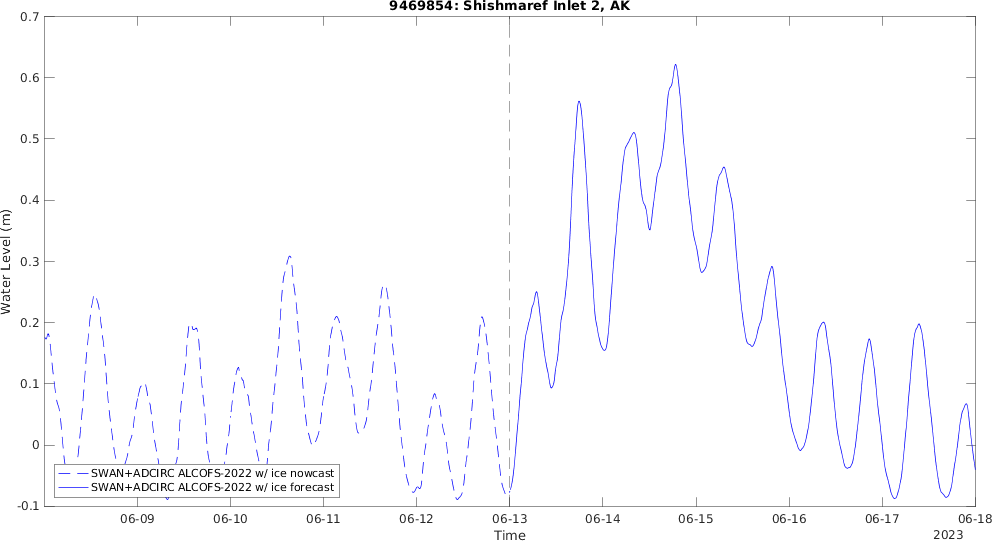 9469854: Shishmaref Inlet 2, AK
0.7
0.6
0.5
0.4
0.3
0.2
0.1
0
-0.1
Water Level (m)
SWAN+ADCIRC ALCOFS-2022 w/ ice nowcast
SWAN+ADCIRC ALCOFS-2022 w/ ice forecast
06-09 06-10 06-11 06-12 06-13 06-14 06-15 06-16 06-17 06-18
Time
2023